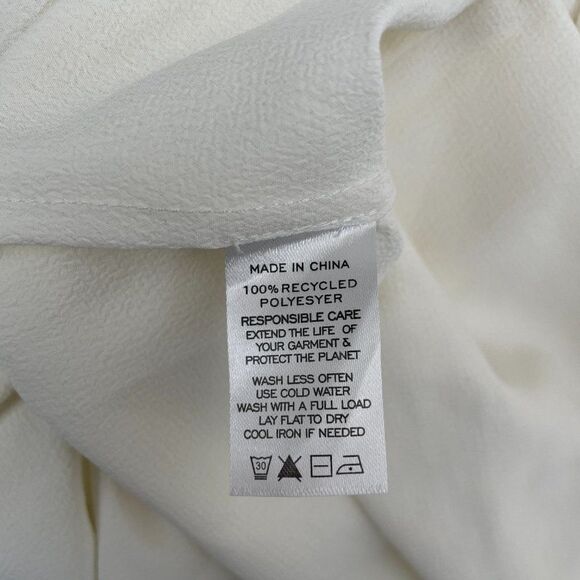 MADE IN CHINA
100% RECYCLED
POLYESYER
RESPONSIBLE CARE
EXTEND THE LIFE OF
YOUR GARMENT &
PROTECT THE PLANET
WASH LESS OFTEN
USE COLD WATER
WASH WITH A FULL LOAD
LAY FLAT TO DRY
COOL IRON IF NEEDED
30